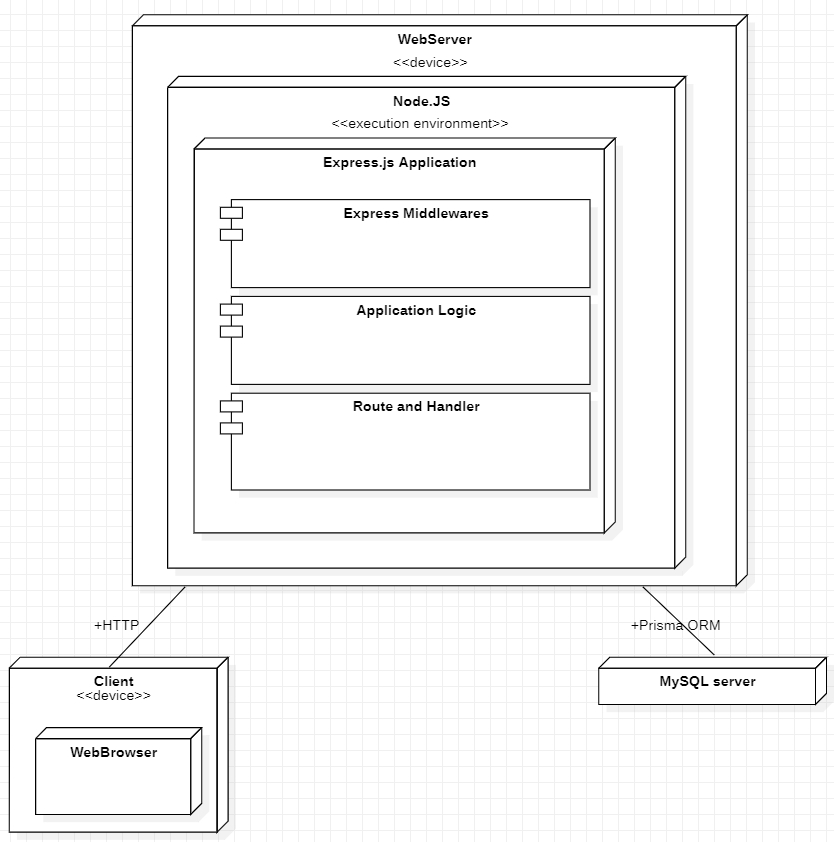 WebServer
<<device>>
Node.JS
<<execution environment>>
Express.js Application
Express Middlewares
Application Logic
Route and Handler
+HTTP
+Prisma ORM
Client
<<device>>
WebBrowser
MySQL server